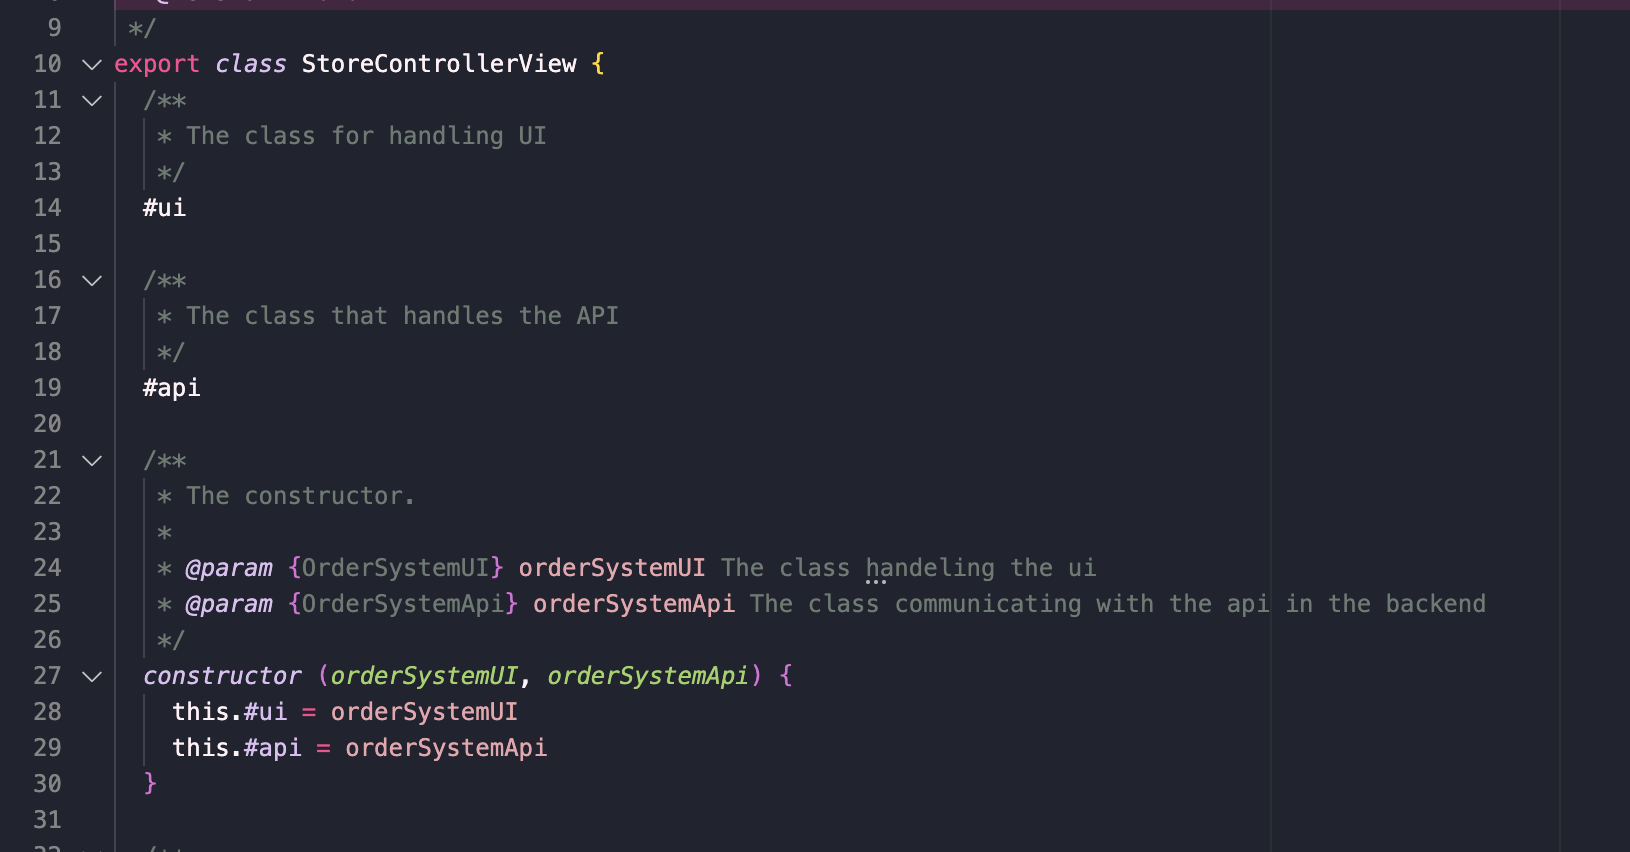 9 */
10 export class StoreControllerView {
11 /**
12 * The class for handling UI
13 */
14 #ui
15
16 /**
17 * The class that handles the API
18 */
19 #api
20
21 /**
22 * The constructor.
23 *
24 * @param {OrderSystemUI} orderSystemUI The class handeling the ui
25 * @param {OrderSystemApi} orderSystemApi The class communicating with the api in the backend
26 */
27 constructor (orderSystemUI, orderSystemApi) {
28 this.#ui = orderSystemUI
29 this.#api = orderSystemApi
30 }
31
32 /**